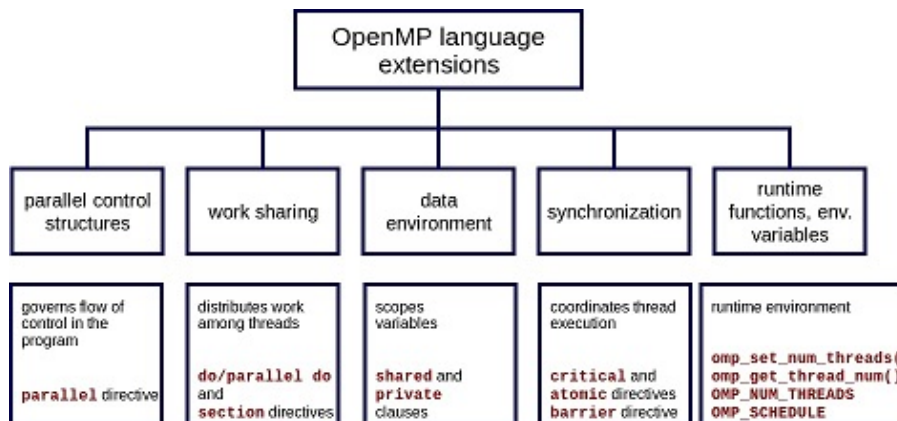 OpenMP language
extensions
parallel control
structures
work sharing
data
environment
synchronization
runtime
functions, env.
variables
governs flow of
control in the
program
parallel directive
distributes work
among threads
do/parallel do
and
section directives
scopes
variables
shared and
private
clauses
coordinates thread
execution
critical and
atomic directives
barrier directive
runtime environment
omp_set_num_threads(
omp_get_thread_num()
OMP_NUM_THREADS
OMP_SCHEDULE